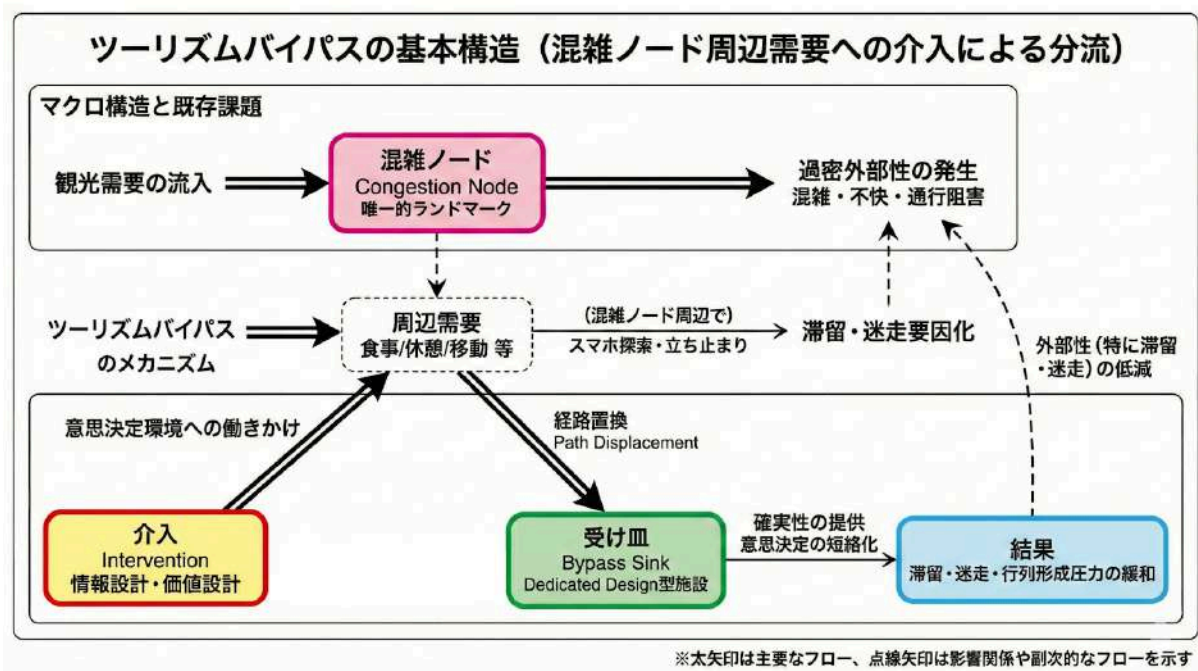 ツーリズムバイパスの基本構造（混雑ノード周辺需要への介入による分流）
マクロ構造と既存課題
観光需要の流入
混雑ノード
Congestion Node
唯一的ランドマーク
過密外部性の発生
混雑・不快・通行阻害
ツーリズムバイパス
のメカニズム
周辺需要
食事/休憩/移動 等
(混雑ノード周辺で)
スマホ探索・立ち止まり
滞留・迷走要因化
外部性（特に滞留
・迷走）の低減
意思決定環境への働きかけ
経路置換
Path Displacement
介入
Intervention
情報設計・価値設計
受け皿
Bypass Sink
Dedicated Design型施設
確実性の提供
意思決定の短絡化
結果
滞留・迷走・行列形成圧力の緩和
※太矢印は主要なフロー、点線矢印は影響関係や副次的なフローを示す